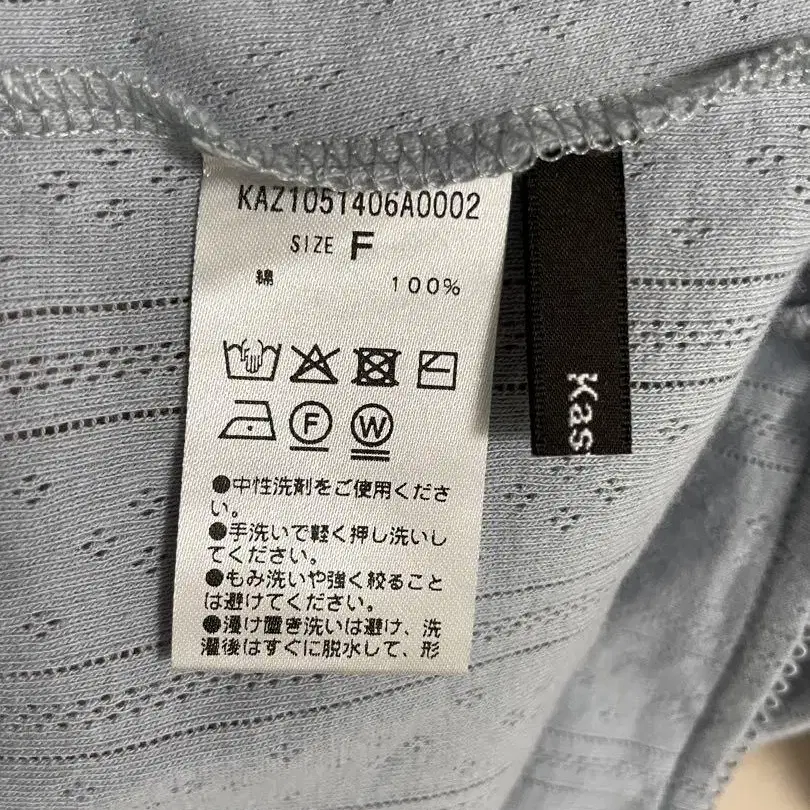 KAZ1051406A0002
SIZE F
綿 100%
F W
●中性洗剤をご使用くださ
い。
●手洗いで軽く押し洗いし
てください。
●もみ洗いや強く絞ること
は避けてください。
●浸け置き洗いは避け、洗
濯後はすぐに脱水して、形
Kas